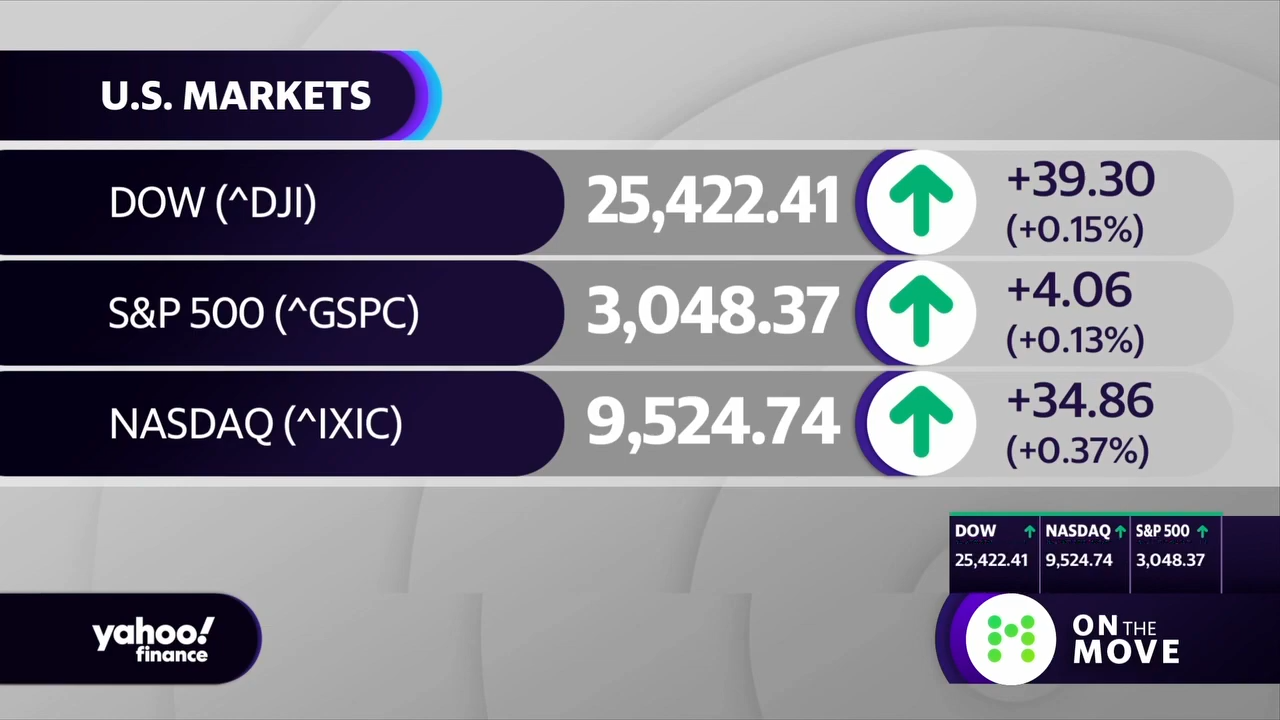 U.S. MARKETS
DOW (^DJI) 25,422.41 +39.30
(+0.15%)
S&P 500 (^GSPC) 3,048.37 +4.06
(+0.13%)
NASDAQ (^IXIC) 9,524.74 +34.86
(+0.37%)
DOW NASDAQ S&P 500
25,422.41 9,524.74 3,048.37
yahoo!
finance
ON THE
MOVE